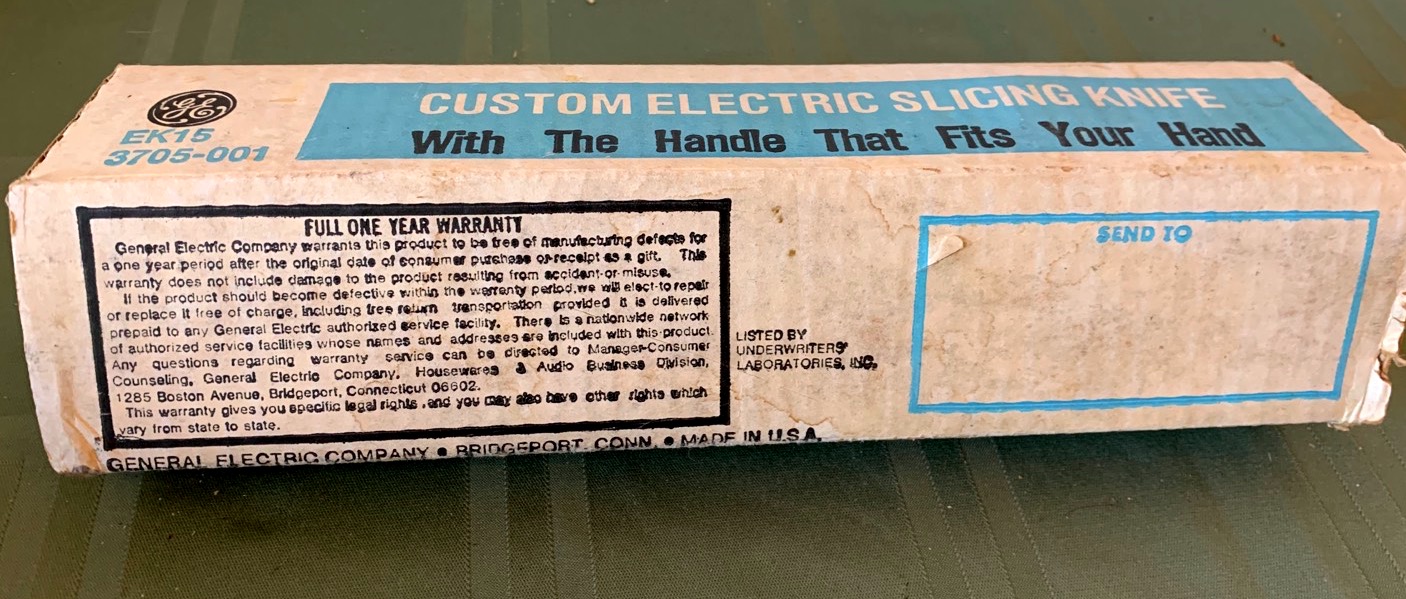 GE
EK15
3705-001
CUSTOM ELECTRIC SLICING KNIFE
With The Handle That Fits Your Hand
FULL ONE YEAR WARRANTY
General Electric Company warrants this product to be free of manufacturing defects for
a one year period after the original date of consumer purchase or receipt as a gift. This
warranty does not include damage to the product resulting from accident or misuse.
If the product should become defective within the warranty period, we will elect to repair
or replace it free of charge, including free return transportation provided it is delivered
prepaid to any General Electric authorized service facility. There is a nationwide network
of authorized service facilities whose names and addresses are included with this product.
Any questions regarding warranty service can be directed to Manager-Consumer
Counseling, General Electric Company, Housewares & Audio Business Division,
1285 Boston Avenue, Bridgeport, Connecticut 06602.
This warranty gives you specific legal rights, and you may also have other rights which
vary from state to state.
GENERAL ELECTRIC COMPANY ● BRIDGEPORT, CONN. ● MADE IN U.S.A.
LISTED BY
UNDERWRITERS'
LABORATORIES, INC.
SEND TO